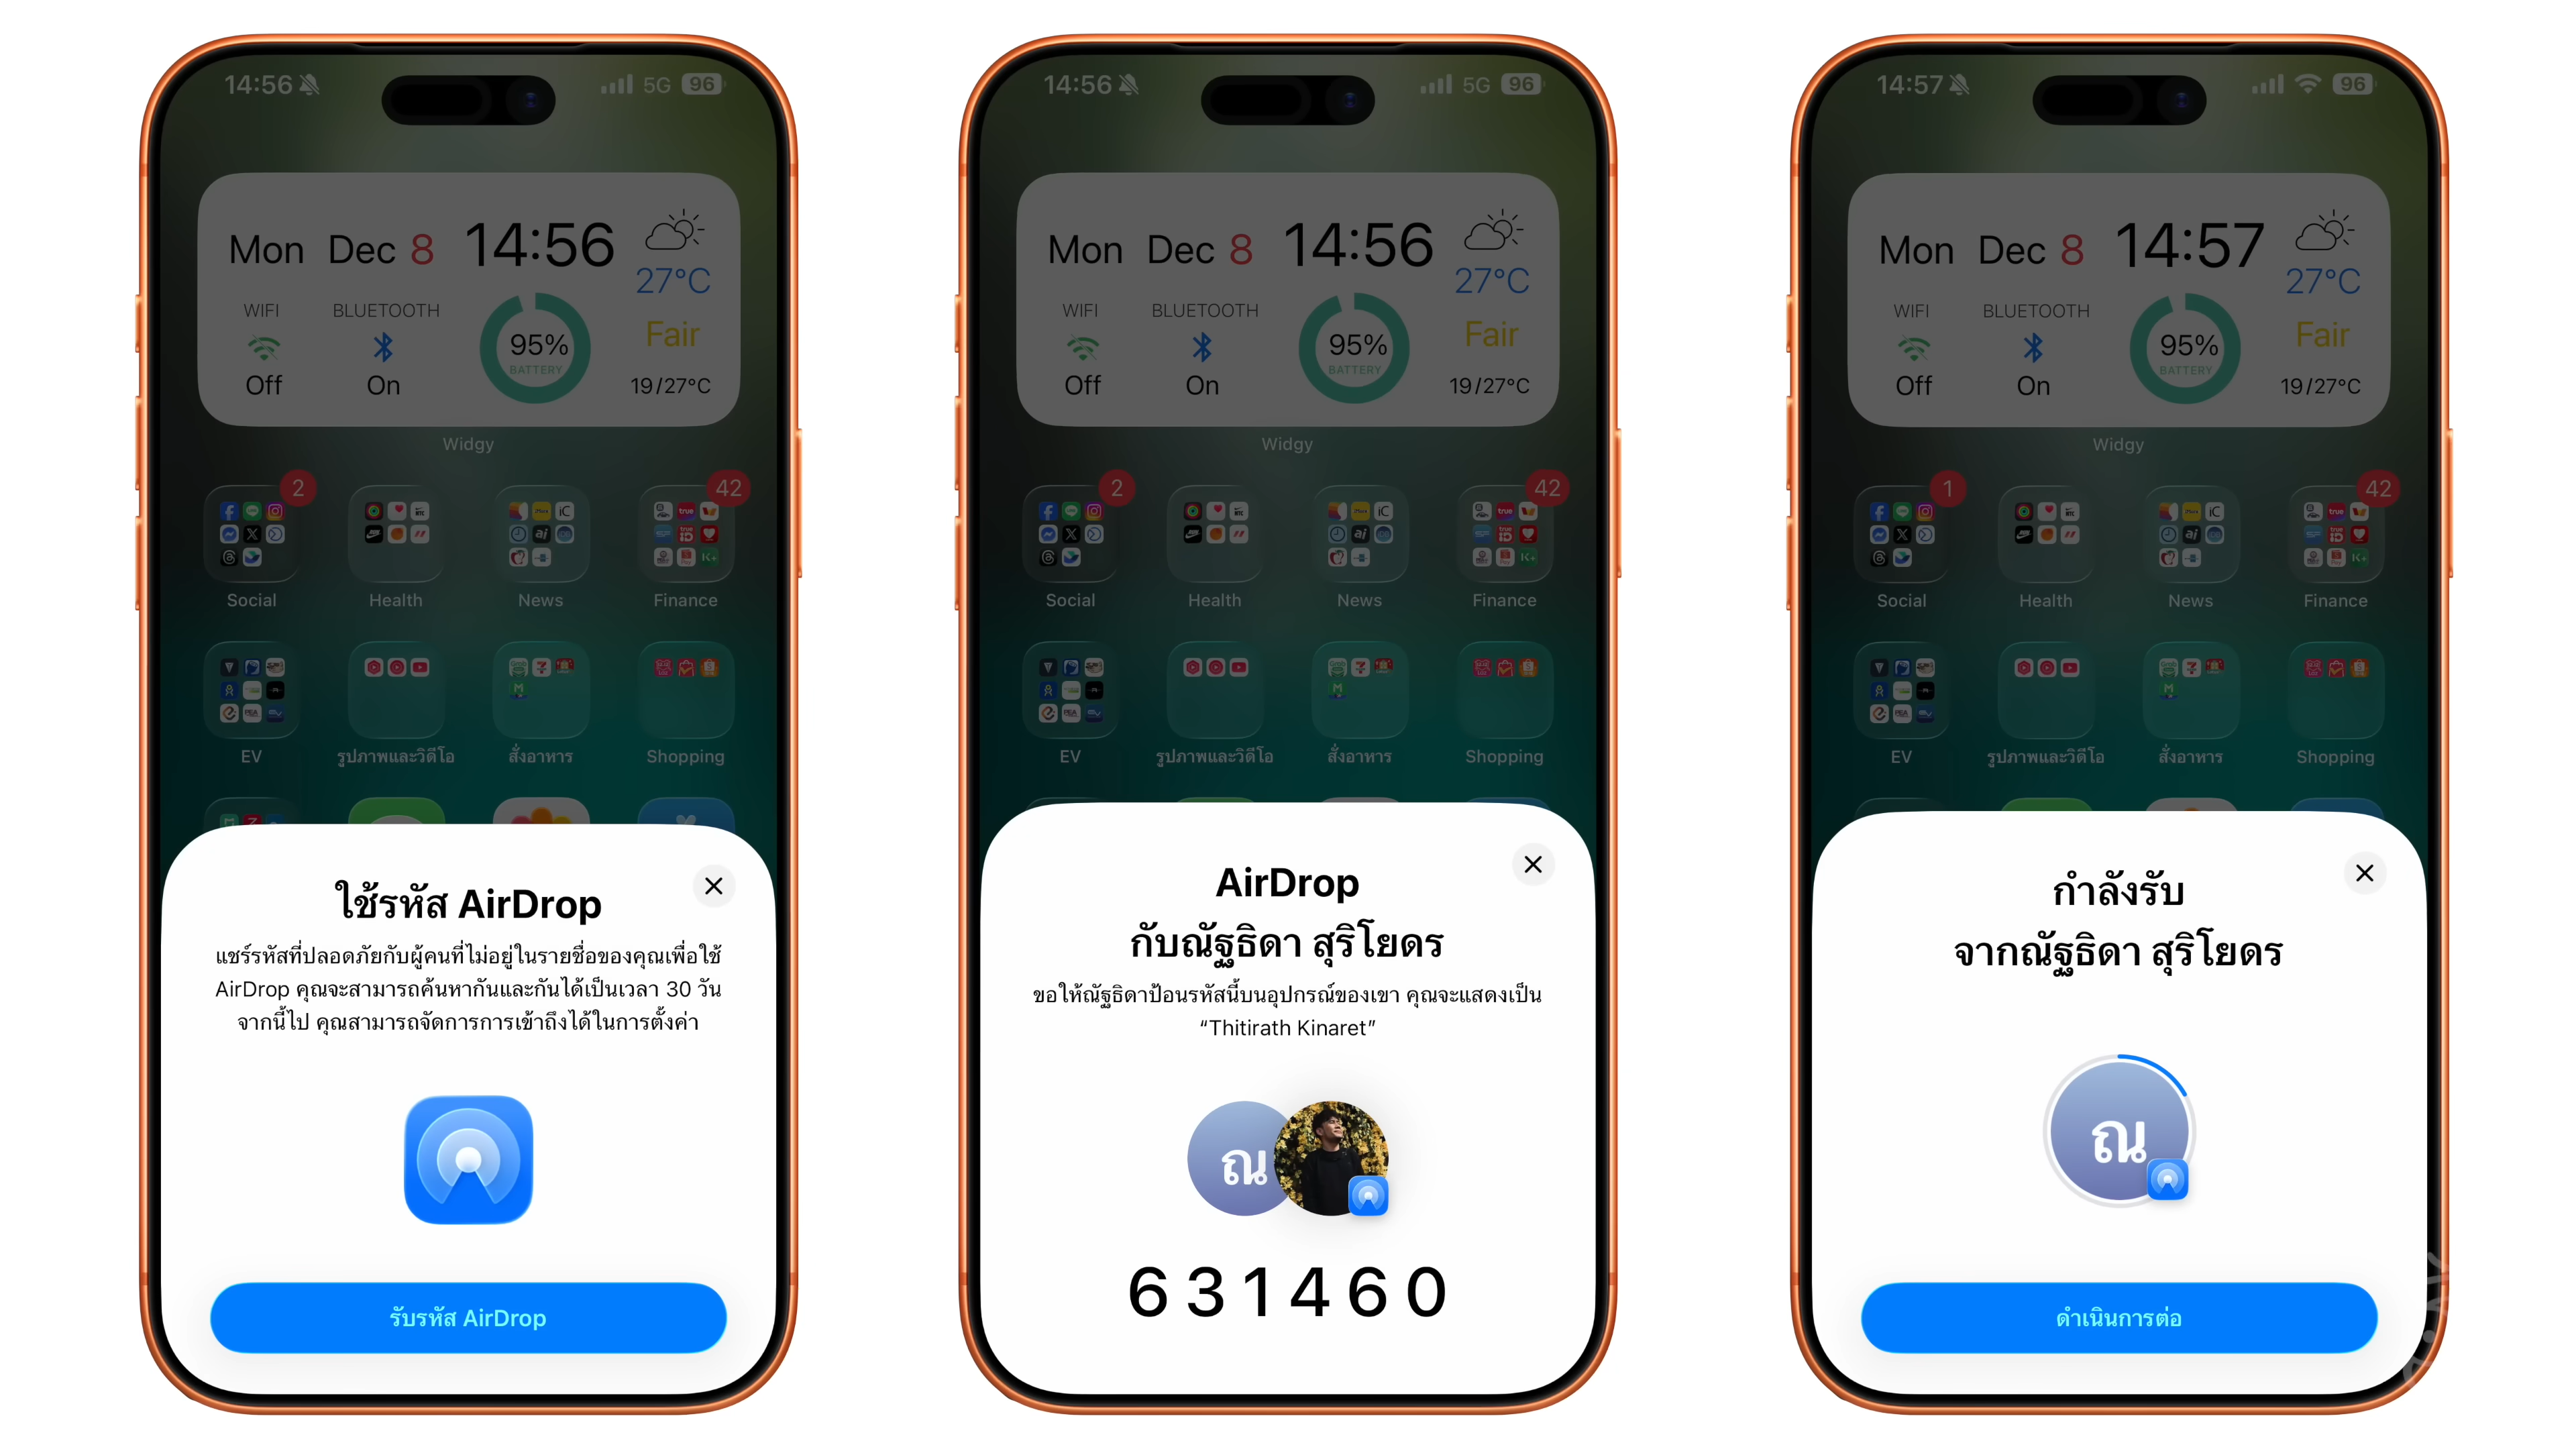 14:56
5G 96
Mon Dec 8 14:56
27°C
WIFI BLUETOOTH
95%
BATTERY
Fair
Off On
19/27°C
Widgy
2
42
Social Health News Finance
EV รูปภาพและวิดีโอ สั่งอาหาร Shopping
ใช้รหัส AirDrop
แชร์รหัสที่ปลอดภัยกับผู้คนที่ไม่อยู่ในรายชื่อของคุณเพื่อใช้
AirDrop คุณจะสามารถค้นหากันและกันได้เป็นเวลา 30 วัน
จากนี้ไป คุณสามารถจัดการการเข้าถึงได้ในการตั้งค่า
รับรหัส AirDrop
14:56
5G 96
Mon Dec 8 14:56
27°C
WIFI BLUETOOTH
95%
BATTERY
Fair
Off On
19/27°C
Widgy
2
42
Social Health News Finance
EV รูปภาพและวิดีโอ สั่งอาหาร Shopping
AirDrop
กับณัฐธิดา สุริโยดร
ขอให้ณัฐธิดาป้อนรหัสนี้บนอุปกรณ์ของเขา คุณจะแสดงเป็น
“Thitirath Kinaret”
ณ
631460
14:57
96
Mon Dec 8 14:57
27°C
WIFI BLUETOOTH
95%
BATTERY
Fair
Off On
19/27°C
Widgy
1
42
Social Health News Finance
EV รูปภาพและวิดีโอ สั่งอาหาร Shopping
กำลังรับ
จากณัฐธิดา สุริโยดร
ณ
ดำเนินการต่อ